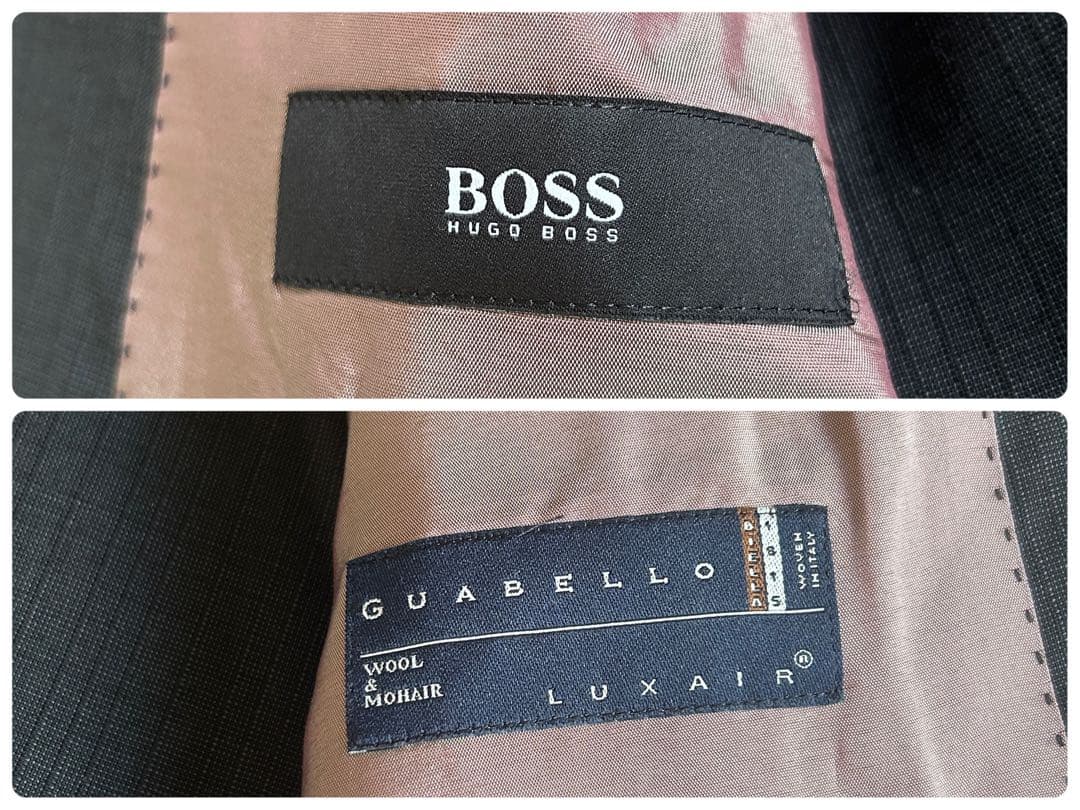 BOSS
HUGO BOSS
GUABELLO
BIELLA
1815
WOVEN
IN ITALY
WOOL
&
MOHAIR
LUXAIR®